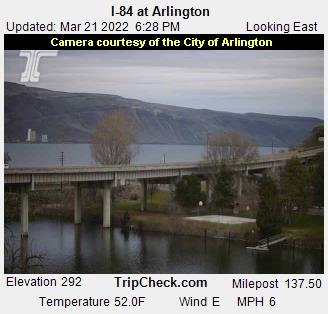 I-84 at Arlington
Updated: Mar 21 2022 6:28 PM Looking East
Camera courtesy of the City of Arlington
Elevation 292 TripCheck.com Milepost 137.50
Temperature 52.0F Wind E MPH 6